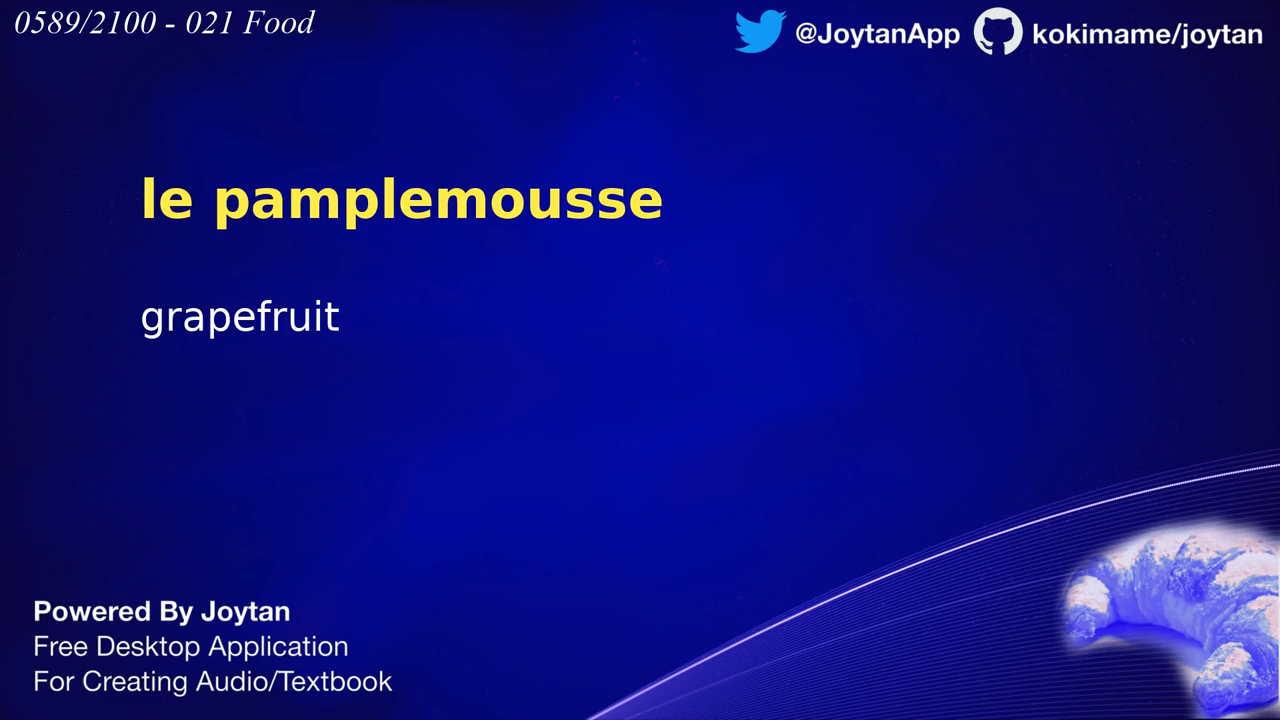 0589/2100 - 021 Food
@JoytanApp
kokimame/joytan
le pamplemousse
grapefruit
Powered By Joytan
Free Desktop Application
For Creating Audio/Textbook